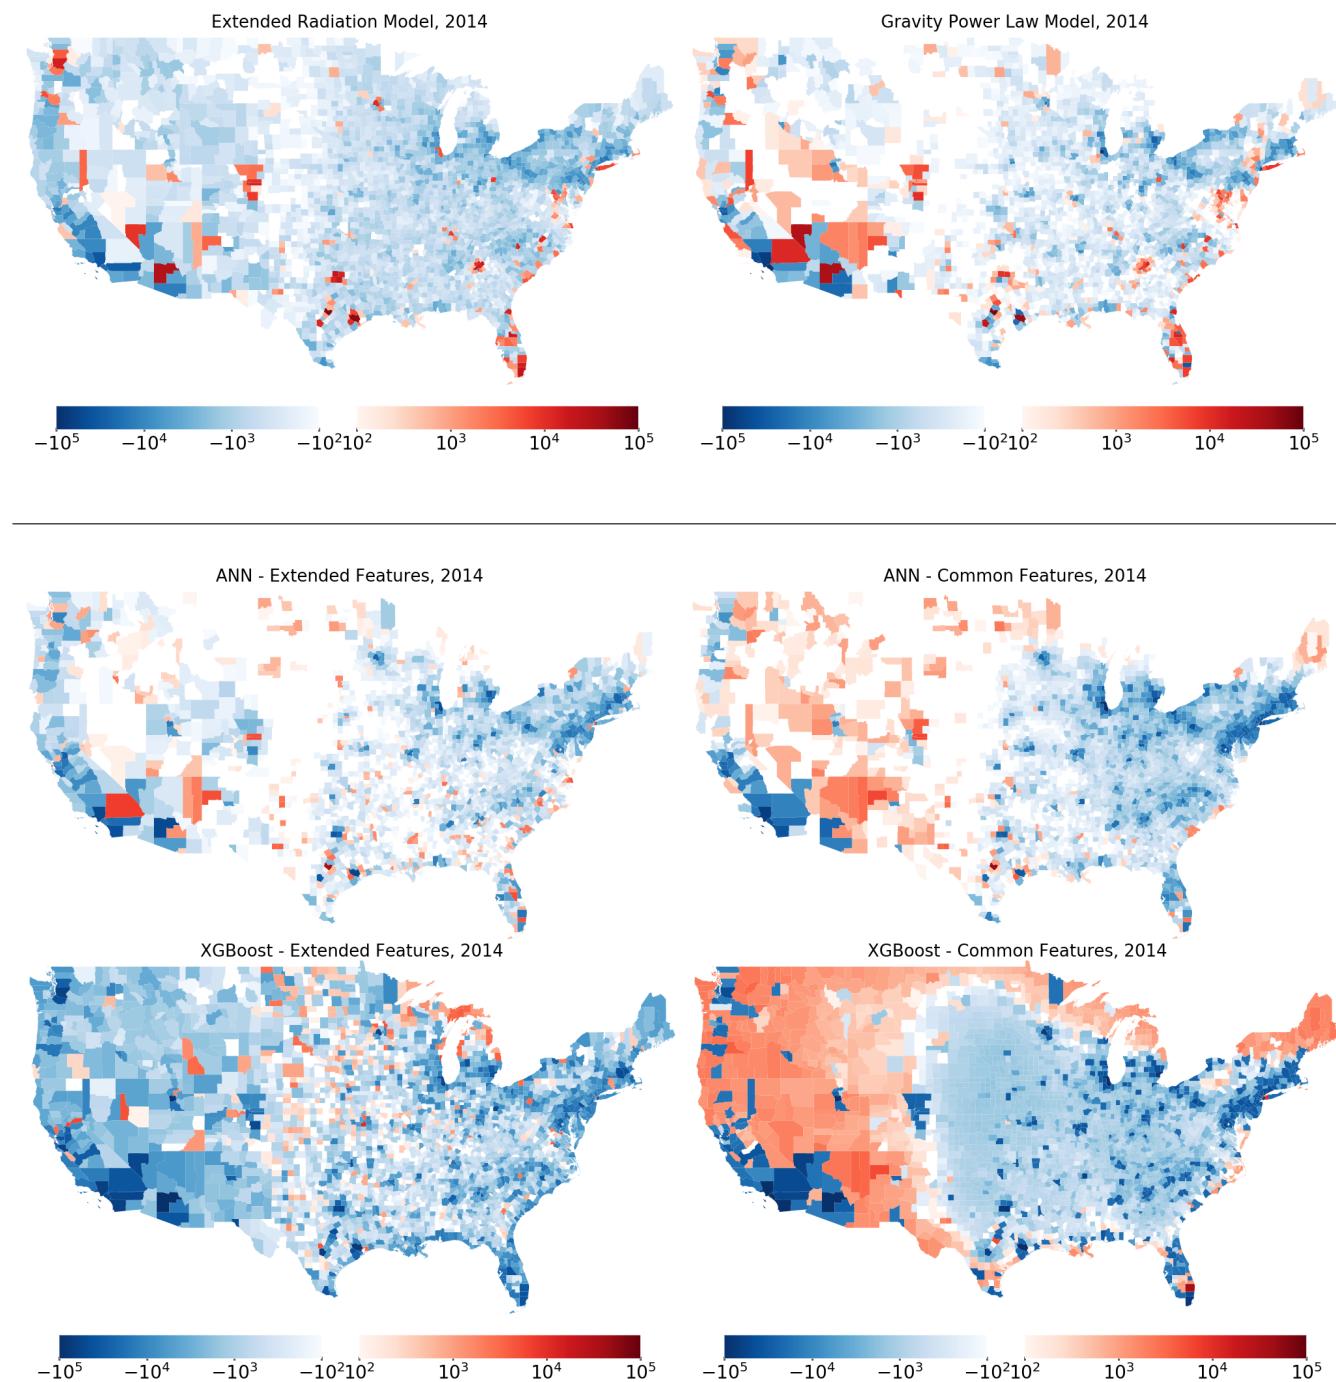 Extended Radiation Model, 2014
Gravity Power Law Model, 2014
−10⁵ −10⁴ −10³ −10² 10² 10³ 10⁴ 10⁵
−10⁵ −10⁴ −10³ −10² 10² 10³ 10⁴ 10⁵
ANN - Extended Features, 2014
ANN - Common Features, 2014
XGBoost - Extended Features, 2014
XGBoost - Common Features, 2014
−10⁵ −10⁴ −10³ −10² 10² 10³ 10⁴ 10⁵
−10⁵ −10⁴ −10³ −10² 10² 10³ 10⁴ 10⁵